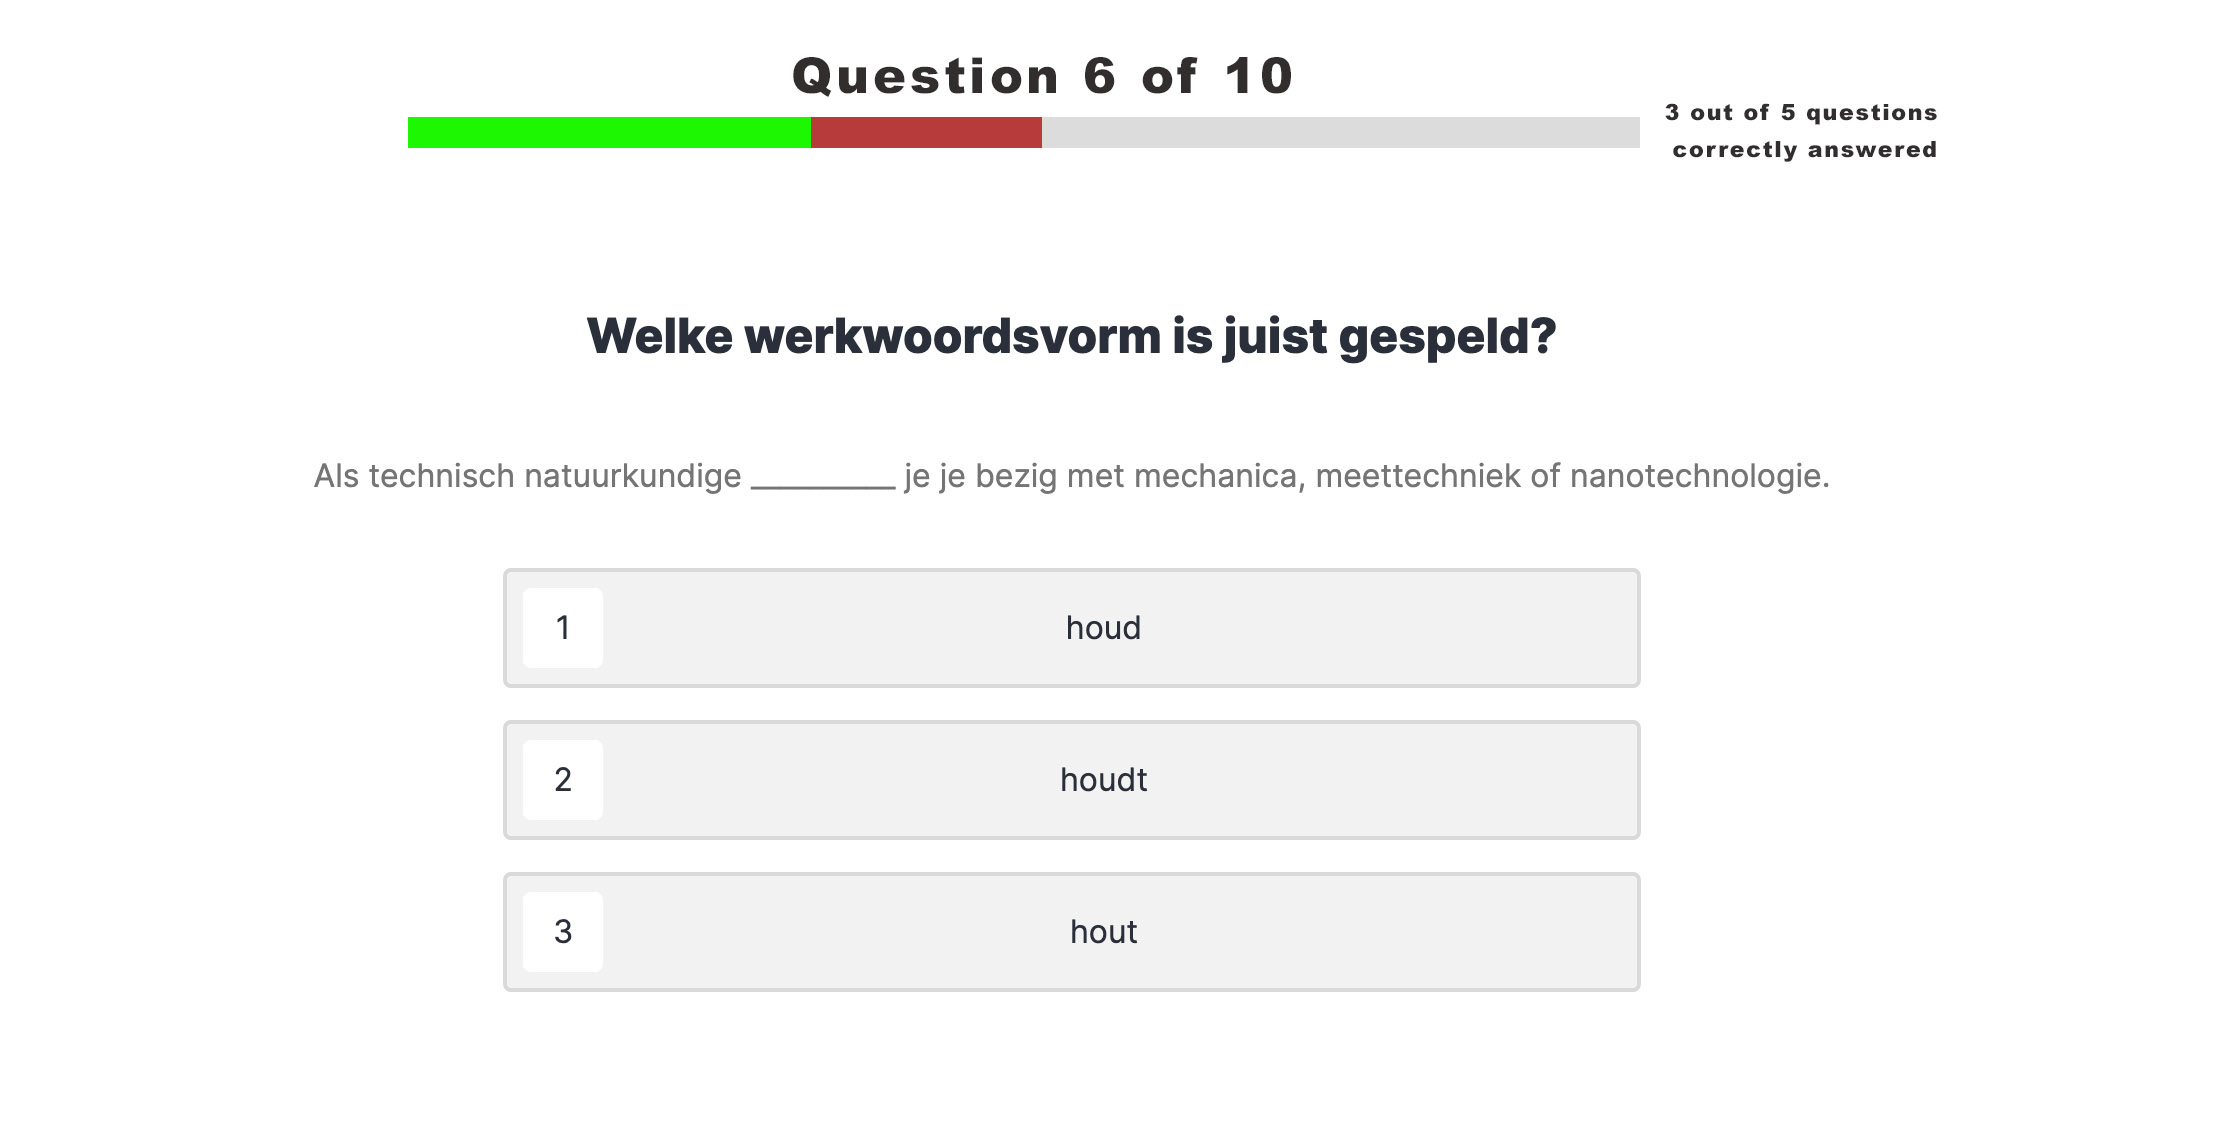 Question 6 of 10
3 out of 5 questions
correctly answered
Welke werkwoordsvorm is juist gespeld?
Als technisch natuurkundige _________ je je bezig met mechanica, meettechniek of nanotechnologie.
1 houd
2 houdt
3 hout